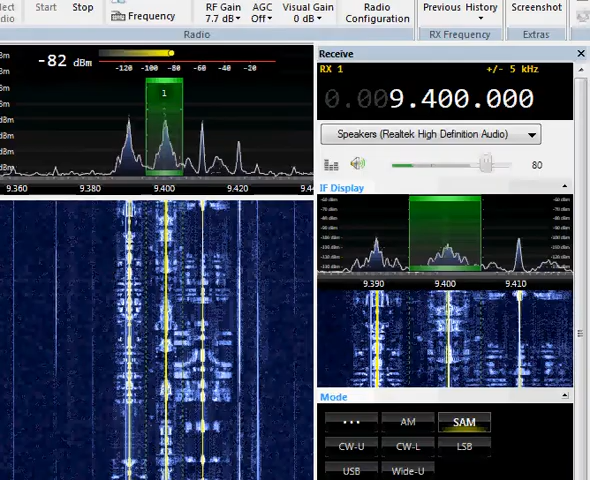 Start Stop Frequency
RF Gain AGC Visual Gain
7.7 dB Off 0 dB
Radio
Configuration
Previous History
Screenshot
Radio RX Frequency Extras
-82 dBm
-120 -100 -80 -60 -40 -20
1
9.360 9.380 9.400 9.420 9.4
Receive
RX 1 +/- 5 kHz
0.009.400.000
Speakers (Realtek High Definition Audio)
80
IF Display
9.390 9.400 9.410
Mode
... AM SAM
CW-U CW-L LSB
USB Wide-U